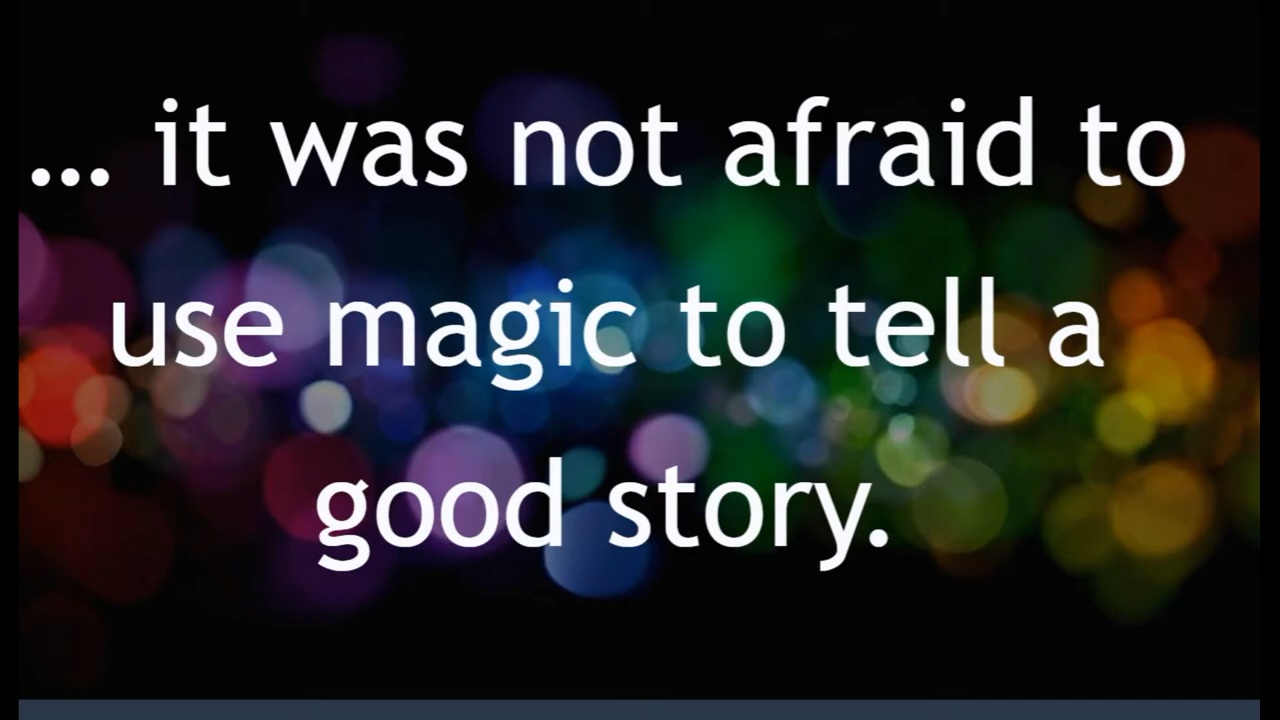 ... it was not afraid to
use magic to tell a
good story.